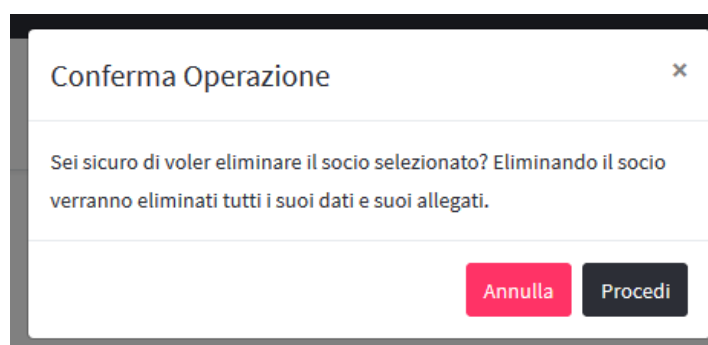 Conferma Operazione ×
Sei sicuro di voler eliminare il socio selezionato? Eliminando il socio
verranno eliminati tutti i suoi dati e suoi allegati.
Annulla Procedi